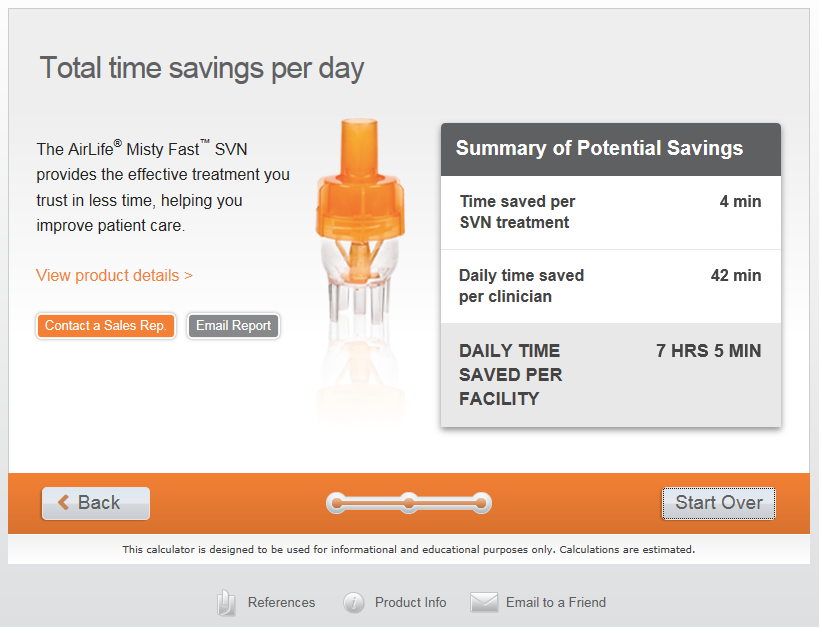 Total time savings per day
The AirLife® Misty Fast™ SVN
provides the effective treatment you
trust in less time, helping you
improve patient care.
View product details >
Contact a Sales Rep.
Email Report
Summary of Potential Savings
Time saved per
SVN treatment
4 min
Daily time saved
per clinician
42 min
DAILY TIME
SAVED PER
FACILITY
7 HRS 5 MIN
Back
Start Over
This calculator is designed to be used for informational and educational purposes only. Calculations are estimated.
References
Product Info
Email to a Friend